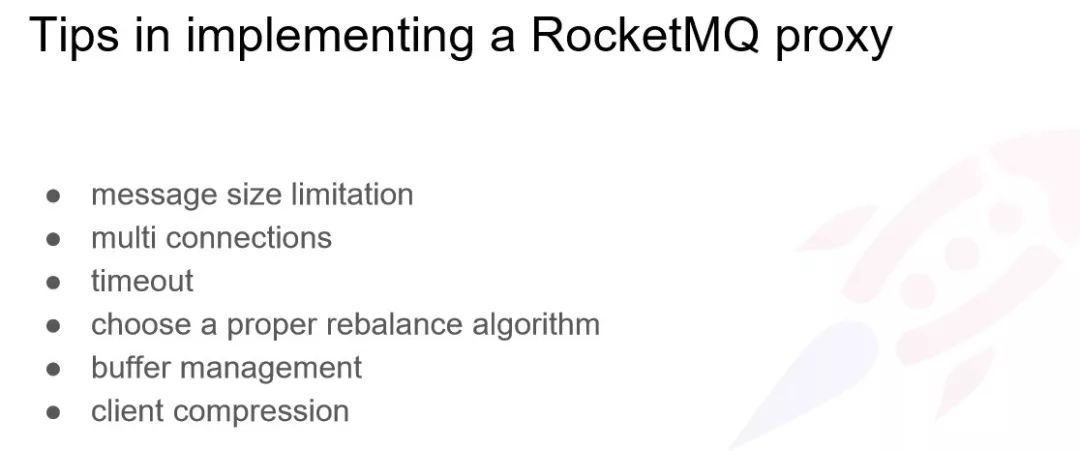 Tips in implementing a RocketMQ proxy
● message size limitation
● multi connections
● timeout
● choose a proper rebalance algorithm
● buffer management
● client compression